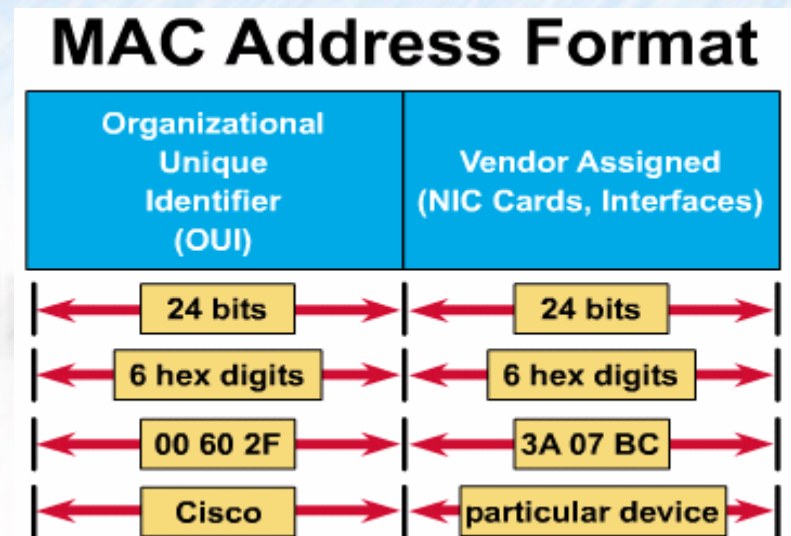 MAC Address Format
Organizational
Unique
Identifier
(OUI)
Vendor Assigned
(NIC Cards, Interfaces)
24 bits
24 bits
6 hex digits
6 hex digits
00 60 2F
3A 07 BC
Cisco
particular device